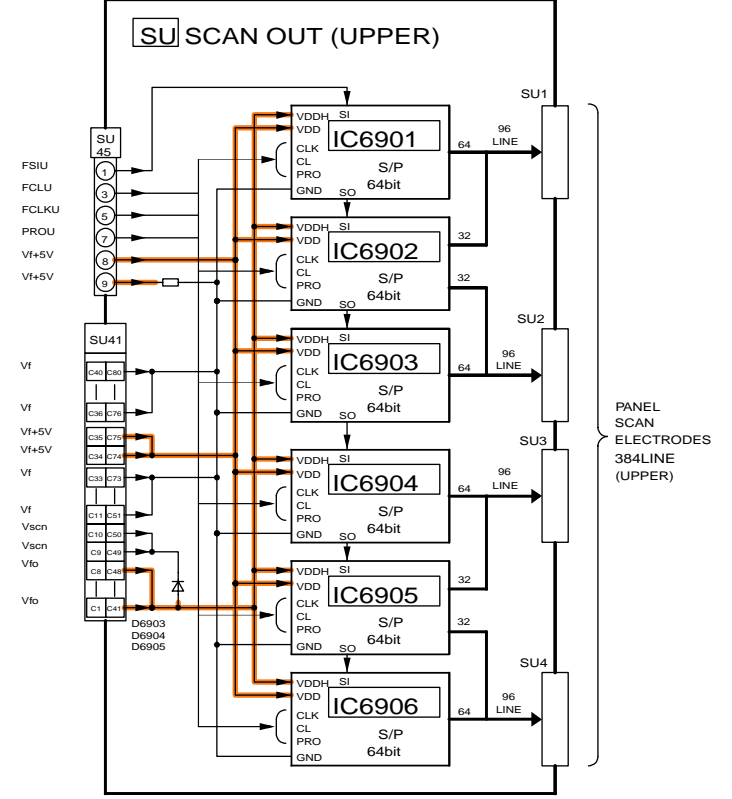 SU SCAN OUT (UPPER)
SU
45
FSIU
1
FCLU
3
FCLKU
5
PROU
7
Vf+5V
8
Vf+5V
9
SU41
Vf
C40 C80
Vf
C36 C76
Vf+5V
C35 C75
Vf+5V
C34 C74
Vf
C33 C73
Vf
C11 C51
Vscn
C10 C50
Vscn
C9 C49
Vfo
C8 C48
Vfo
C1 C41
D6903
D6904
D6905
VDDH SI
VDD
IC6901
CLK
CL
PRO
S/P
64bit
GND
SO
64
VDDH SI
VDD
IC6902
CLK
CL
PRO
S/P
64bit
GND
SO
32
32
VDDH SI
VDD
IC6903
CLK
CL
PRO
S/P
64bit
GND
SO
64
VDDH SI
VDD
IC6904
CLK
CL
PRO
S/P
64bit
GND
SO
64
VDDH SI
VDD
IC6905
CLK
CL
PRO
S/P
64bit
GND
SO
32
32
VDDH SI
VDD
IC6906
CLK
CL
PRO
S/P
64bit
GND
64
SU1
96
LINE
SU2
96
LINE
SU3
96
LINE
SU4
96
LINE
PANEL
SCAN
ELECTRODES
384LINE
(UPPER)